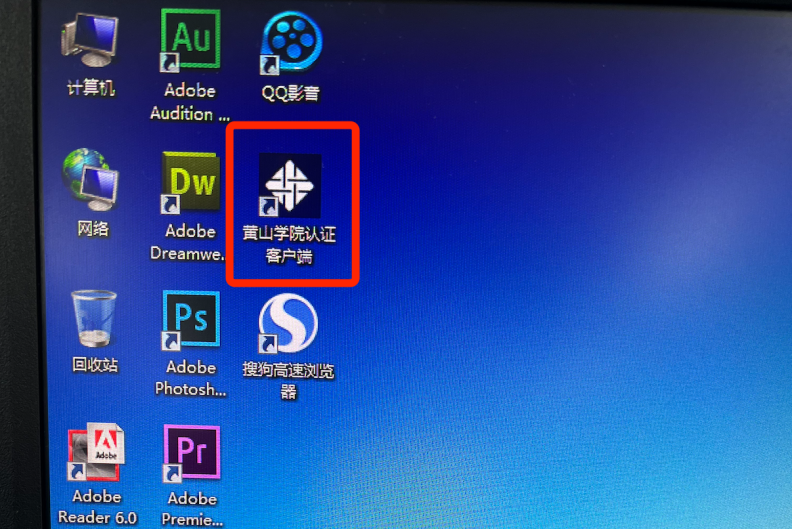 计算机
Au
Adobe
Audition ...
QQ影音
网络
Dw
Adobe
Dreamwe...
黄山学院认证
客户端
回收站
Ps
Adobe
Photosh...
搜狗高速浏览
器
Adobe
Adobe
Reader 6.0
Pr
Adobe
Premie...